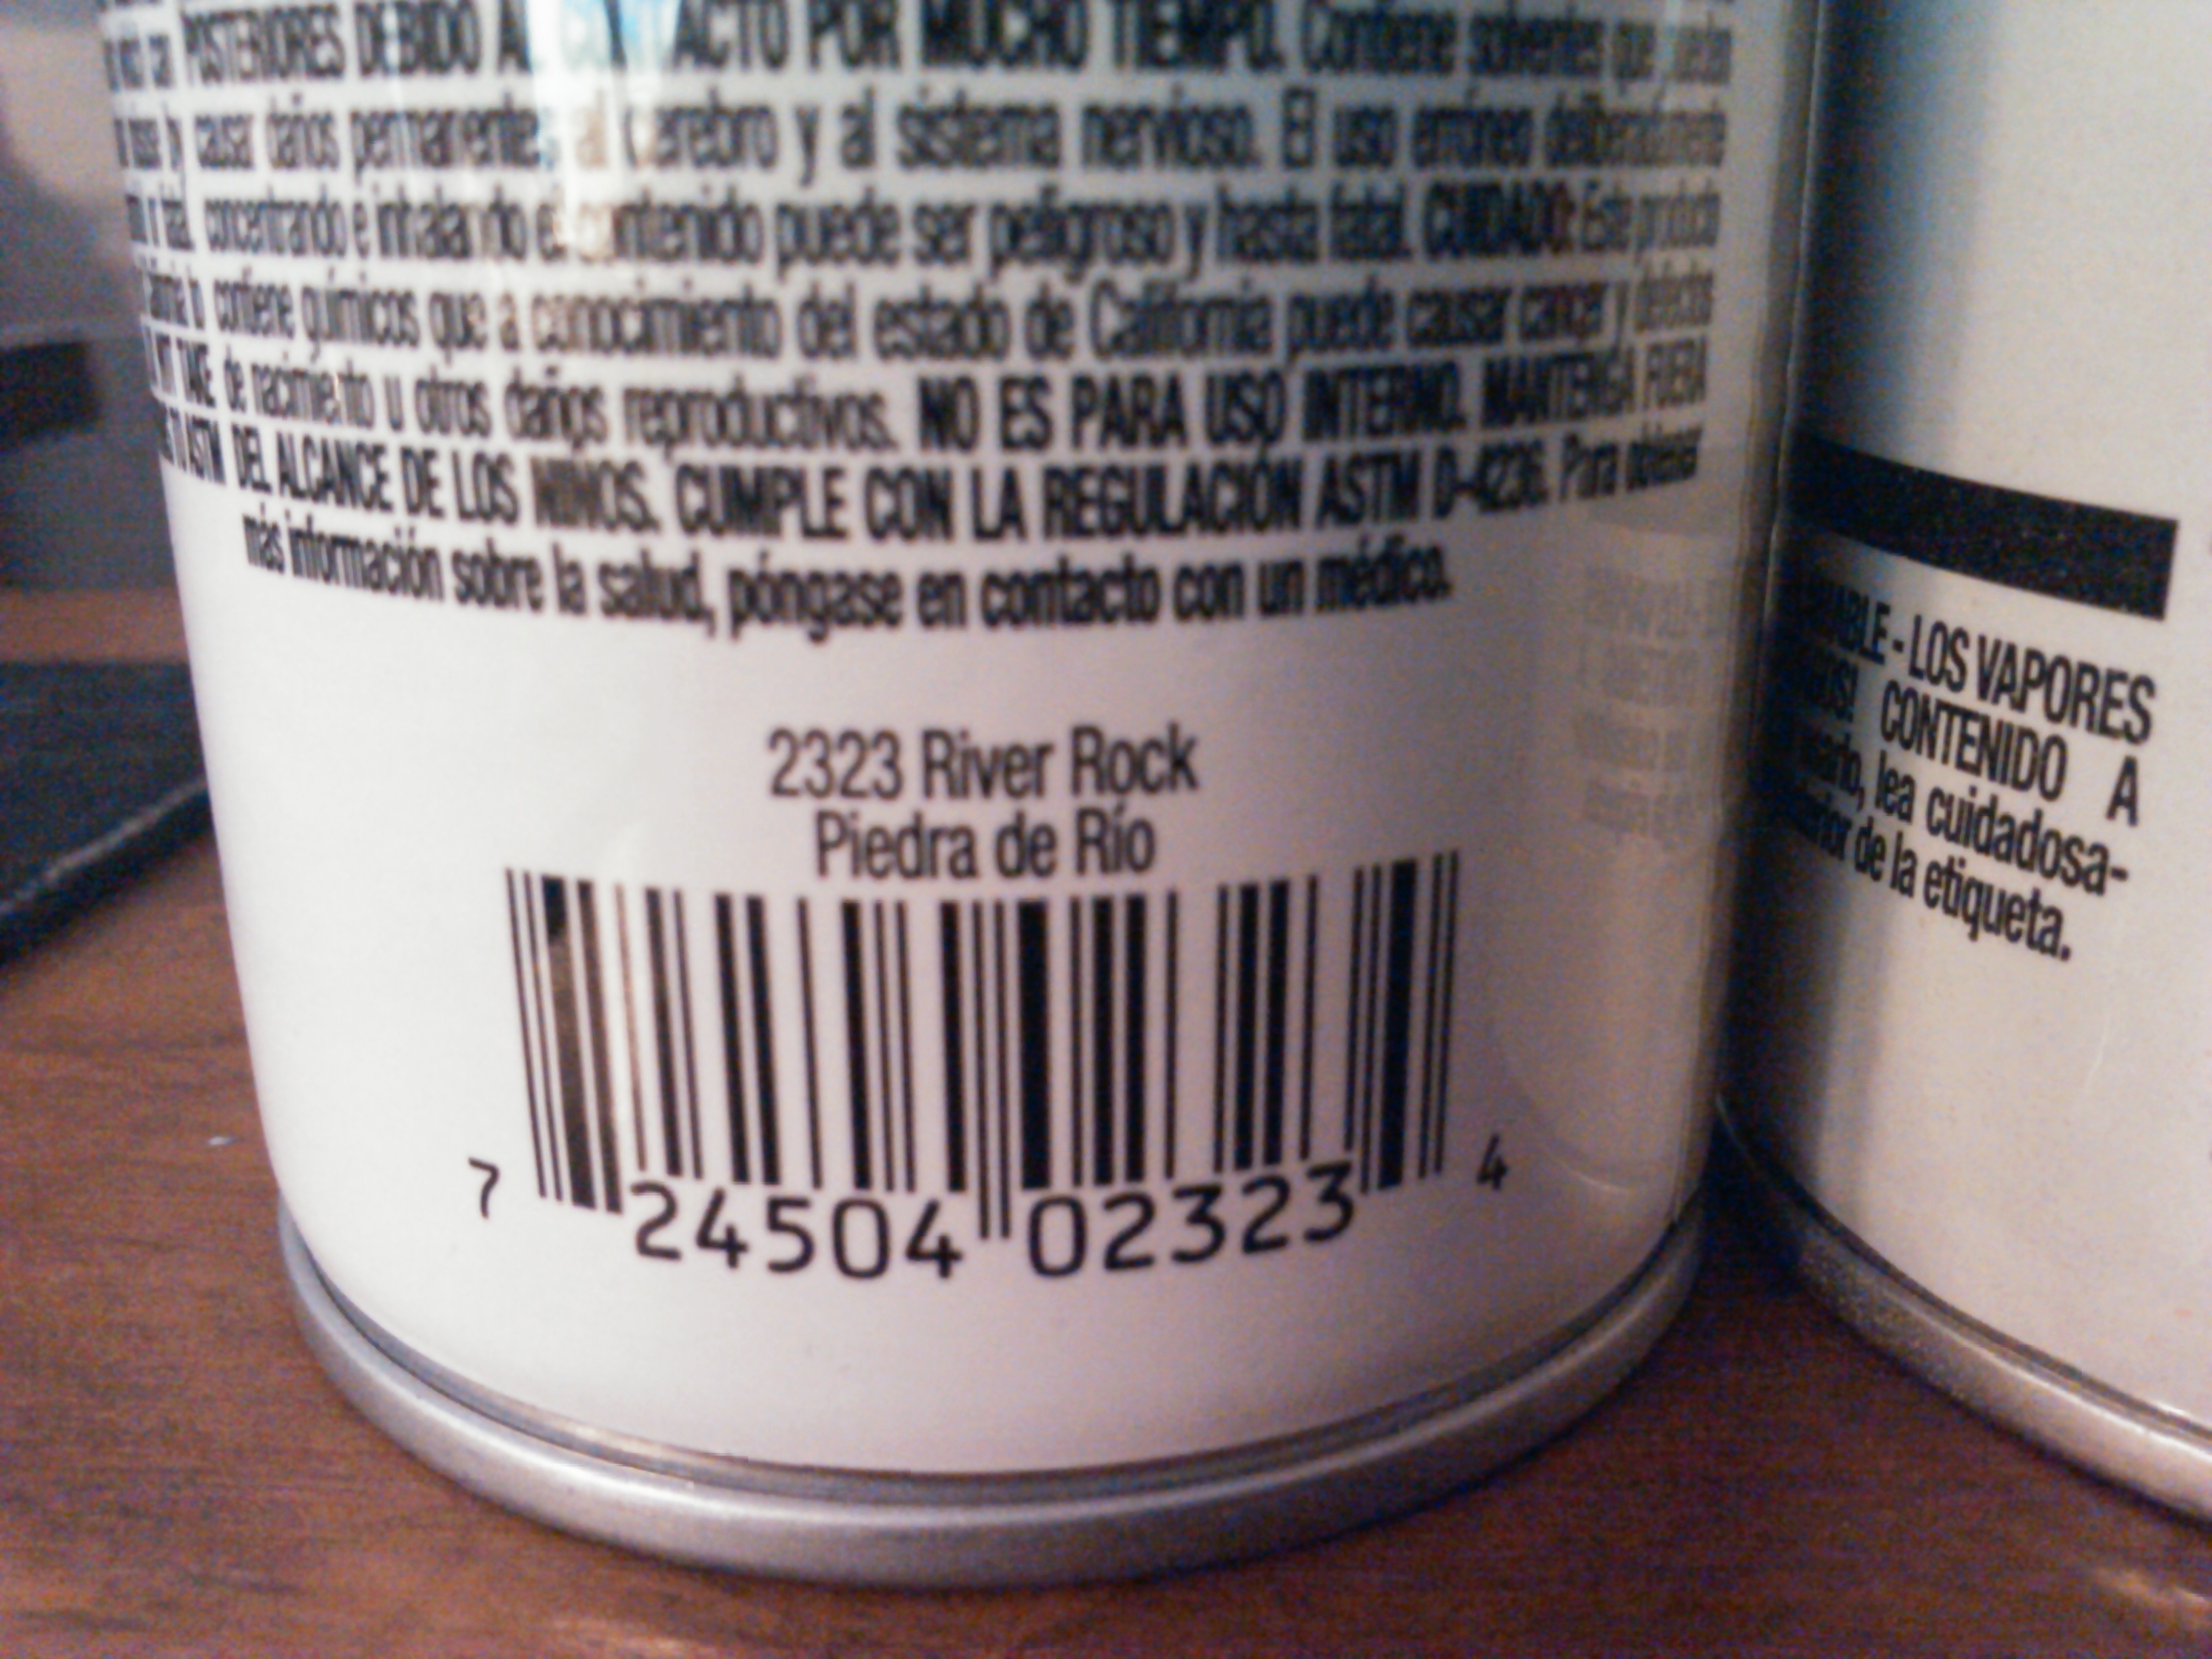 POSTERIORES DEBIDO A CONTACTO POR MUCHO TIEMPO. Contiene solventes que
causar daños permanentes al cerebro y al sistema nervioso. El uso erróneo deliberadamente
concentrando e inhalando el contenido puede ser peligroso y hasta fatal. CUIDADO: Este producto
contiene químicos que a conocimiento del estado de California puede causar cancer y defectos
TAKE de nacimiento u otros daños reproductivos. NO ES PARA USO INTERNO. MANTENGA FUERA
ASTM DEL ALCANCE DE LOS NIÑOS. CUMPLE CON LA REGULACIÓN ASTM D-4236. Para obtener
más información sobre la salud, póngase en contacto con un médico.
2323 River Rock
Piedra de Río
7 24504 02323 4
- LOS VAPORES
CONTENIDO A
lea cuidadosa-
de la etiqueta.